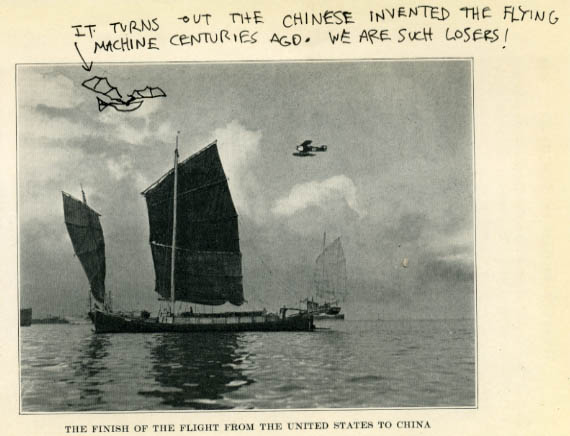 IT TURNS OUT THE CHINESE INVENTED THE FLYING
MACHINE CENTURIES AGO. WE ARE SUCH LOSERS!
THE FINISH OF THE FLIGHT FROM THE UNITED STATES TO CHINA